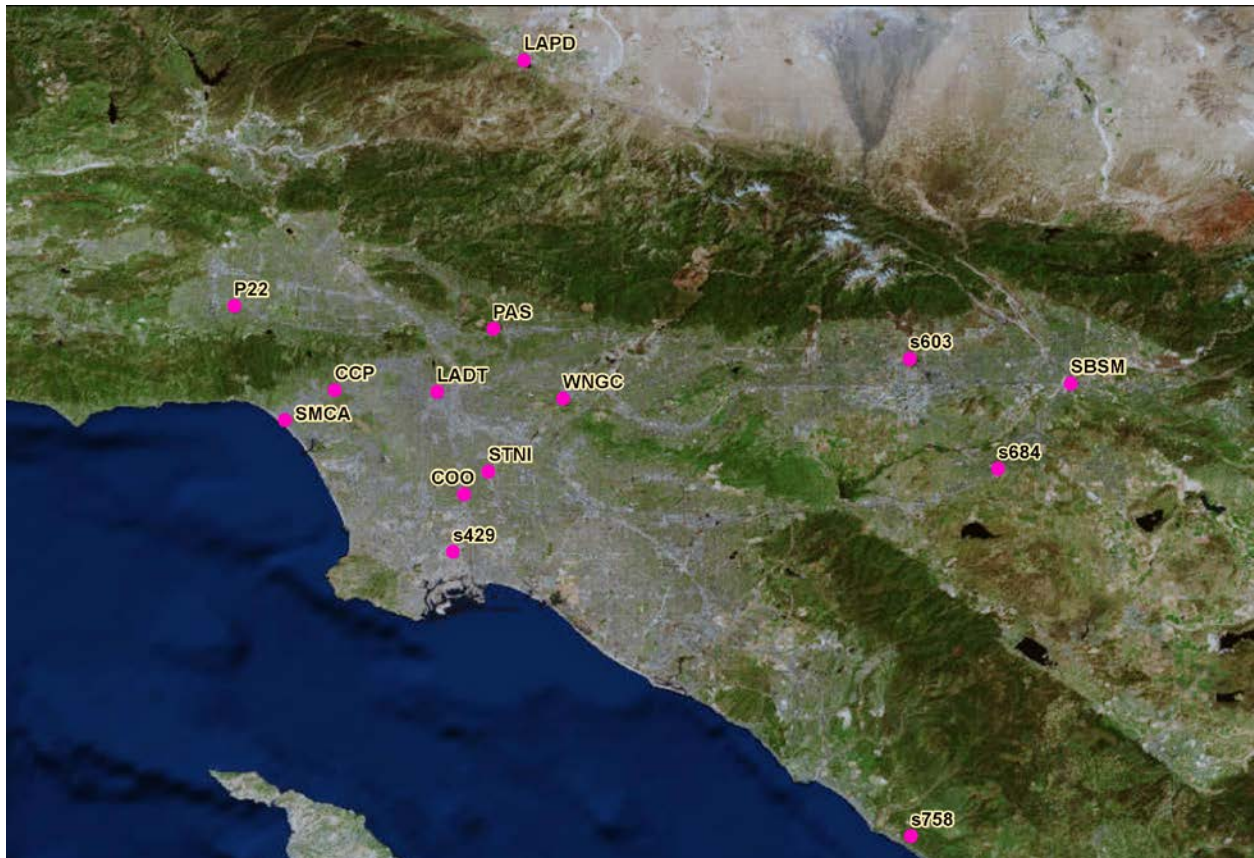 LAPD
P22
PAS
s603
CCP
LADT
WNGC
SBSM
SMCA
STNI
s684
COO
s429
s758